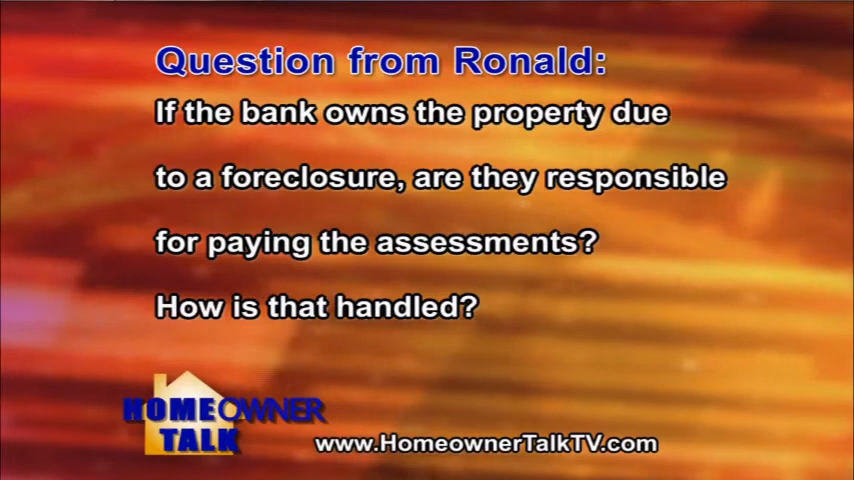 Question from Ronald:
If the bank owns the property due
to a foreclosure, are they responsible
for paying the assessments?
How is that handled?
HOMEOWNER
TALK
www.HomeownerTalkTV.com